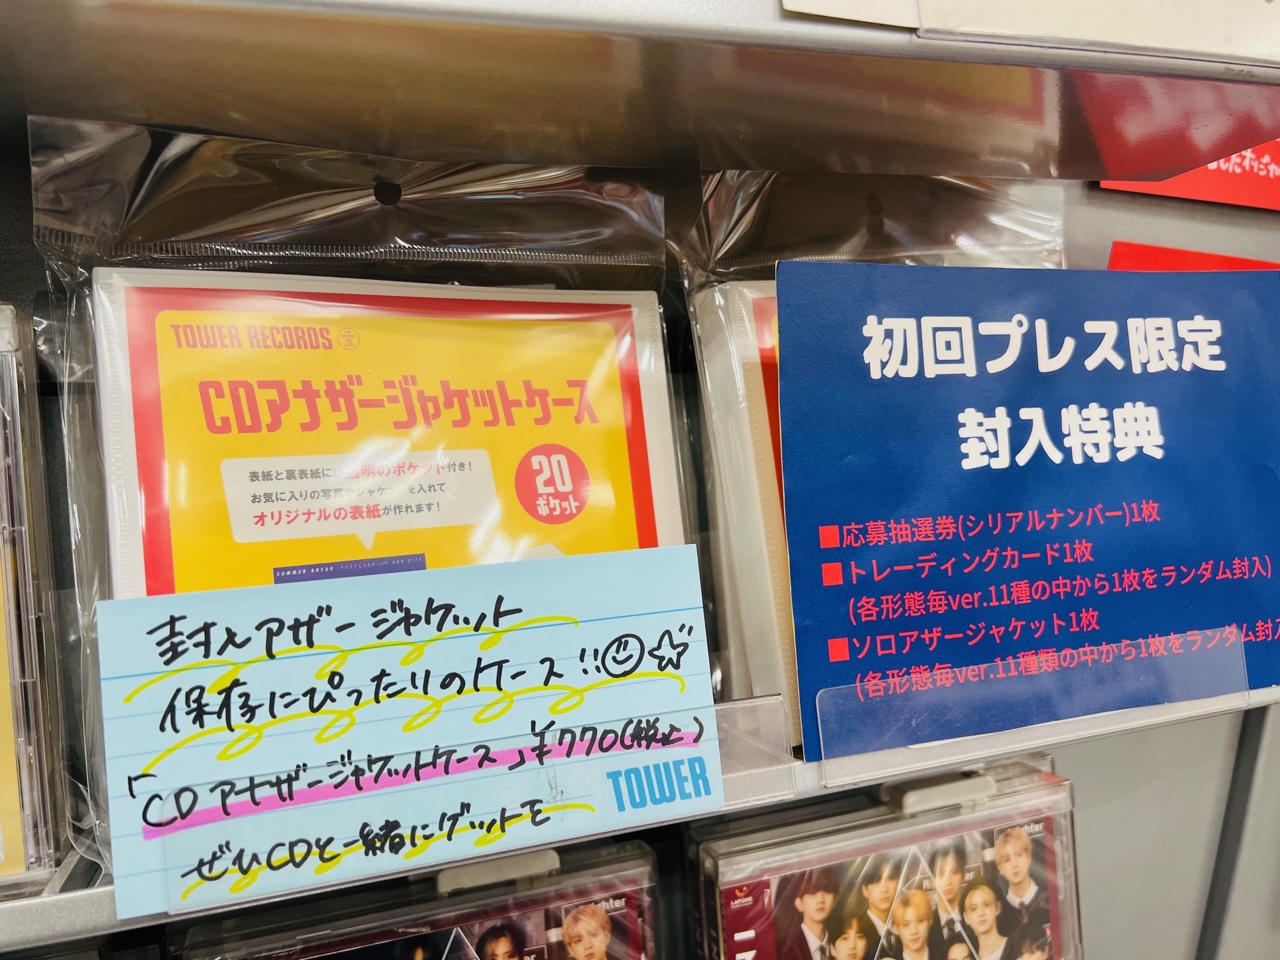 TOWER RECORDS
CDアナザージャケットケース
表紙と裏表紙に透明のポケット付き!
お気に入りの写真やジャケットを入れて
オリジナルの表紙が作れます!
20
ポケット
SUMMER BREAK
封入アザージャケット
保存にぴったりのケース!!
「CDアナザージャケットケース」¥770(税込)
ぜひCDと一緒にゲットを
TOWER
初回プレス限定
封入特典
■応募抽選券(シリアルナンバー)1枚
■トレーディングカード1枚
(各形態毎ver.11種の中から1枚をランダム封入)
■ソロアザージャケット1枚
(各形態毎ver.11種類の中から1枚をランダム封入
LAPONE